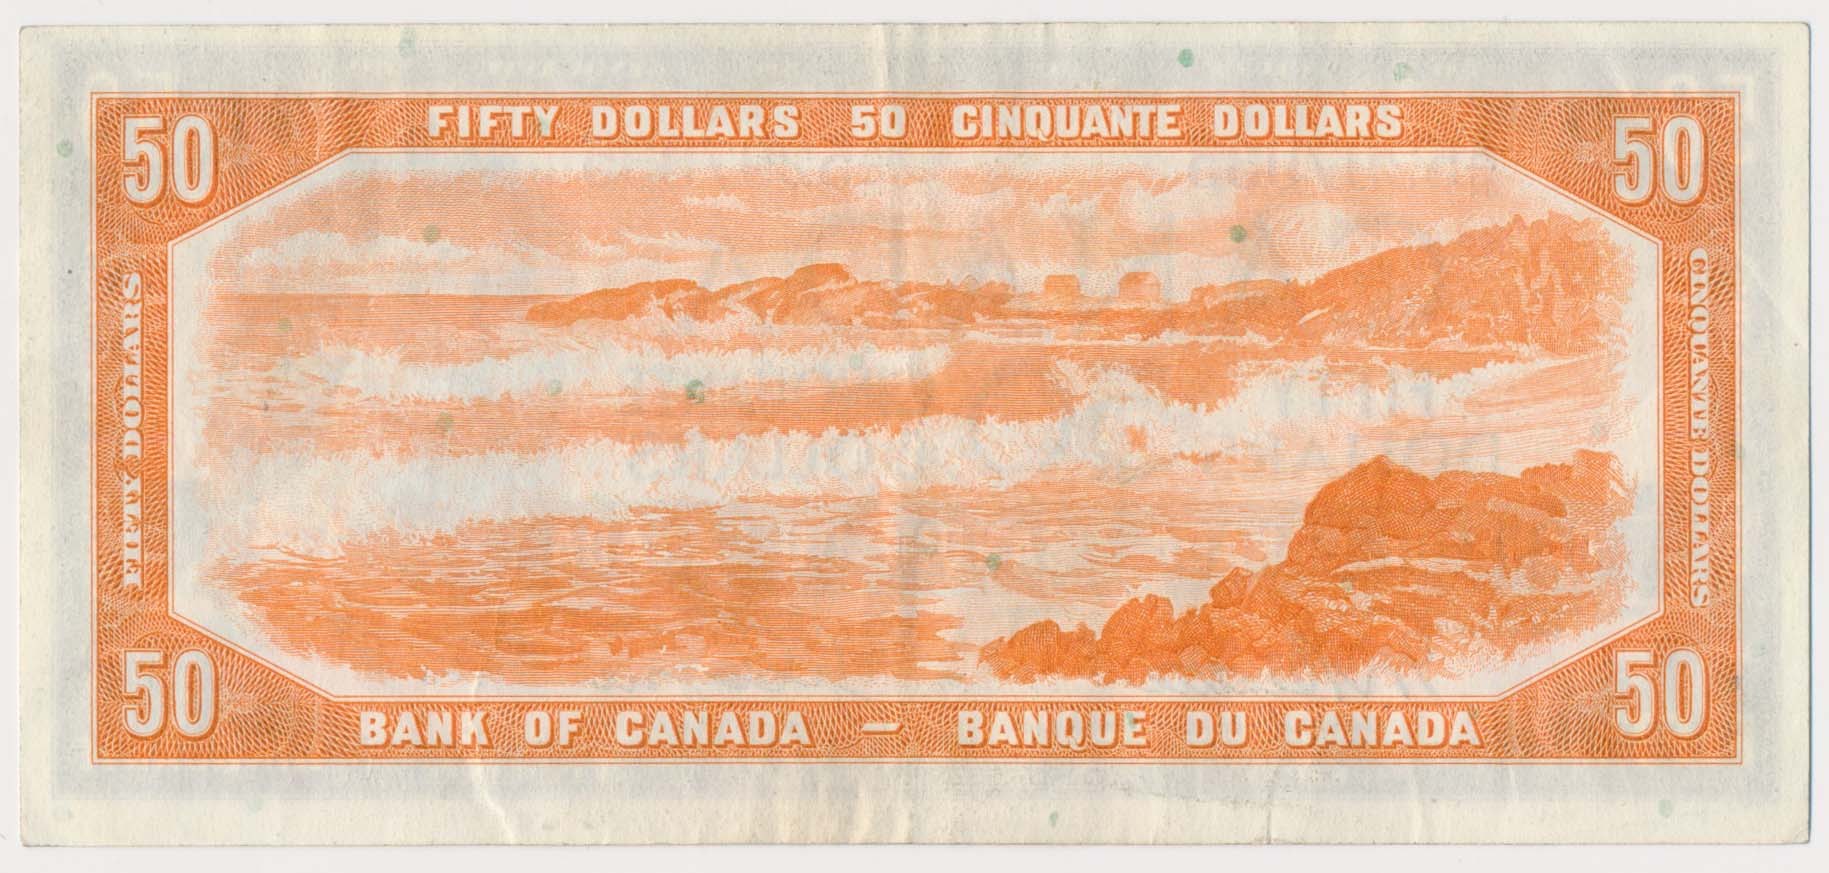 FIFTY DOLLARS 50 CINQUANTE DOLLARS
50
50
FIFTY DOLLARS
CINQUANTE DOLLARS
50
50
BANK OF CANADA — BANQUE DU CANADA